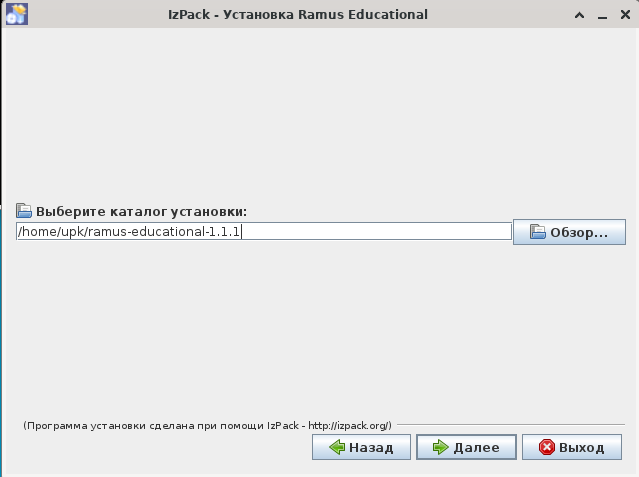 IzPack - Установка Ramus Educational
Выберите каталог установки:
/home/upk/ramus-educational-1.1.1
Обзор...
(Программа установки сделана при помощи IzPack - http://izpack.org/)
Назад
Далее
Выход